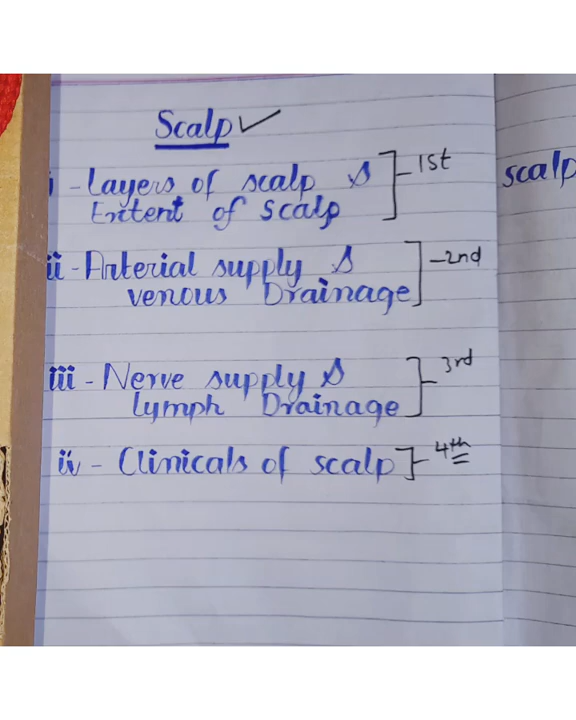 Scalp ✓
i - Layers of scalp & ] - 1st
Extent of scalp
ii - Arterial supply & ] - 2nd
venous Drainage
iii - Nerve supply & ] - 3rd
lymph Drainage
iv - Clinicals of scalp ] - 4th
scalp